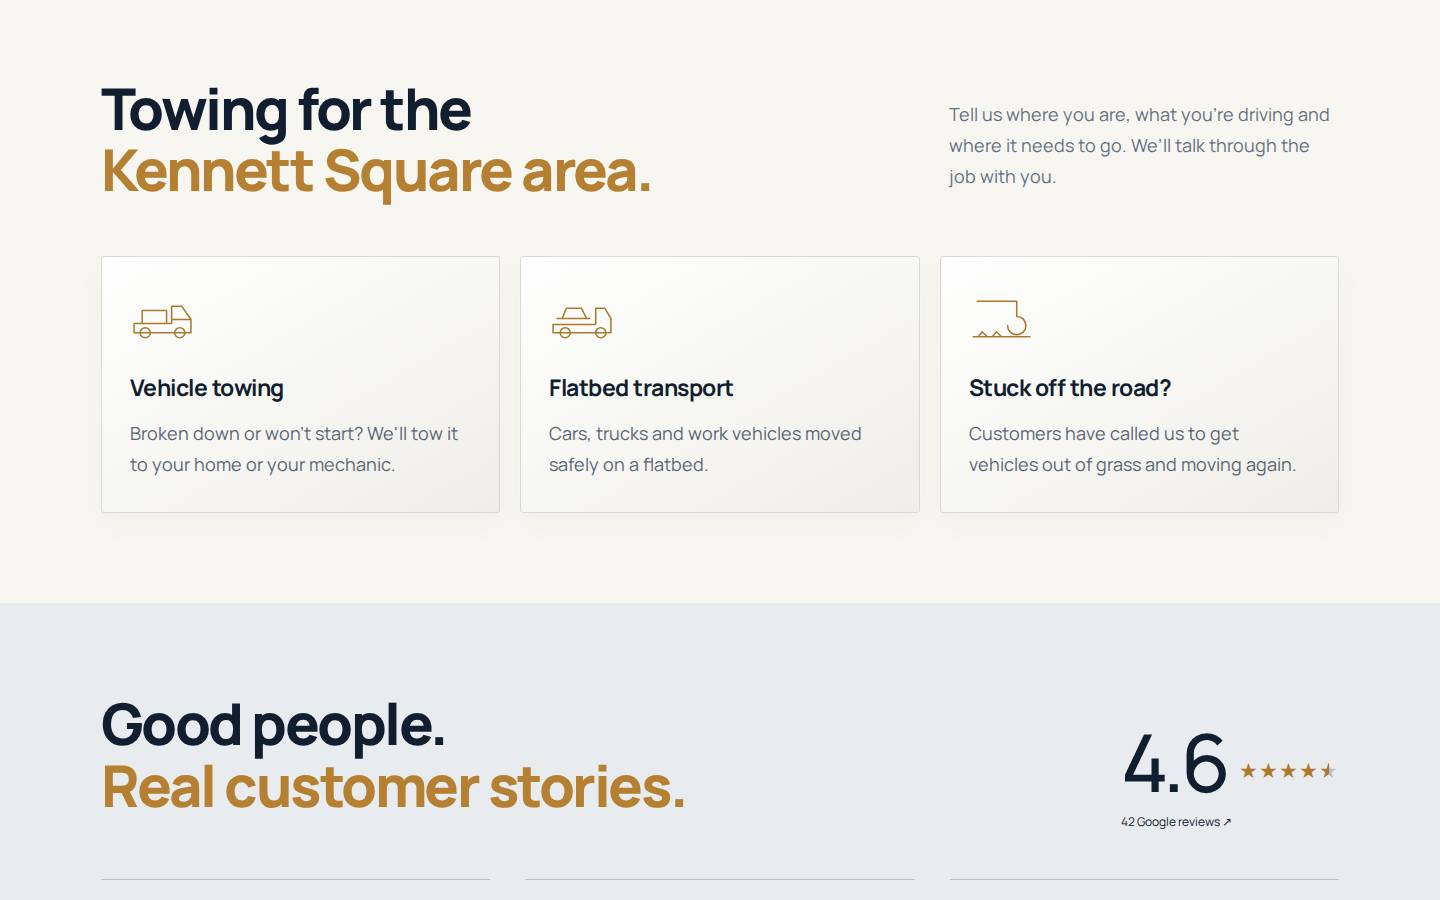 Towing for the
Kennett Square area.
Tell us where you are, what you’re driving and
where it needs to go. We’ll talk through the
job with you.
Vehicle towing
Broken down or won't start? We'll tow it
to your home or your mechanic.
Flatbed transport
Cars, trucks and work vehicles moved
safely on a flatbed.
Stuck off the road?
Customers have called us to get
vehicles out of grass and moving again.
Good people.
Real customer stories.
4.6 ★★★★⯨
42 Google reviews ↗